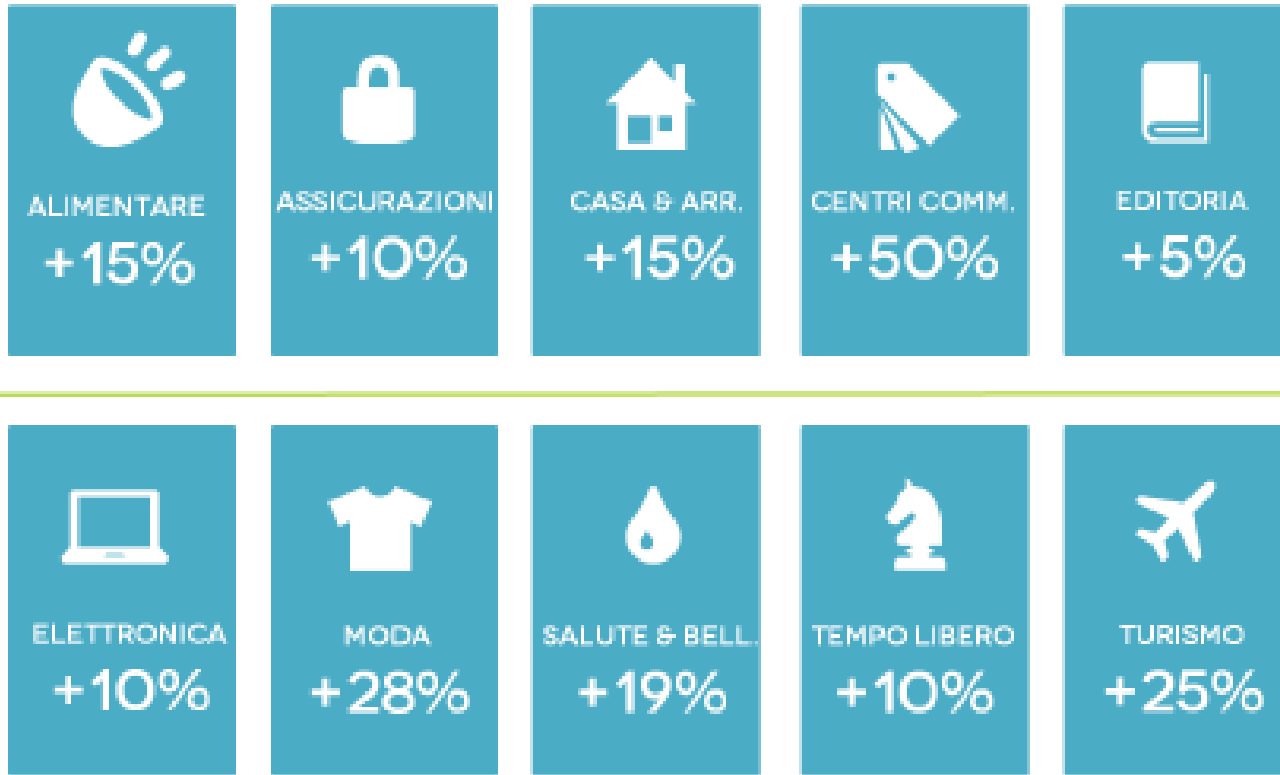 ALIMENTARE
+15%
ASSICURAZIONI
+10%
CASA & ARR.
+15%
CENTRI COMM.
+50%
EDITORIA
+5%
ELETTRONICA
+10%
MODA
+28%
SALUTE & BELL.
+19%
TEMPO LIBERO
+10%
TURISMO
+25%